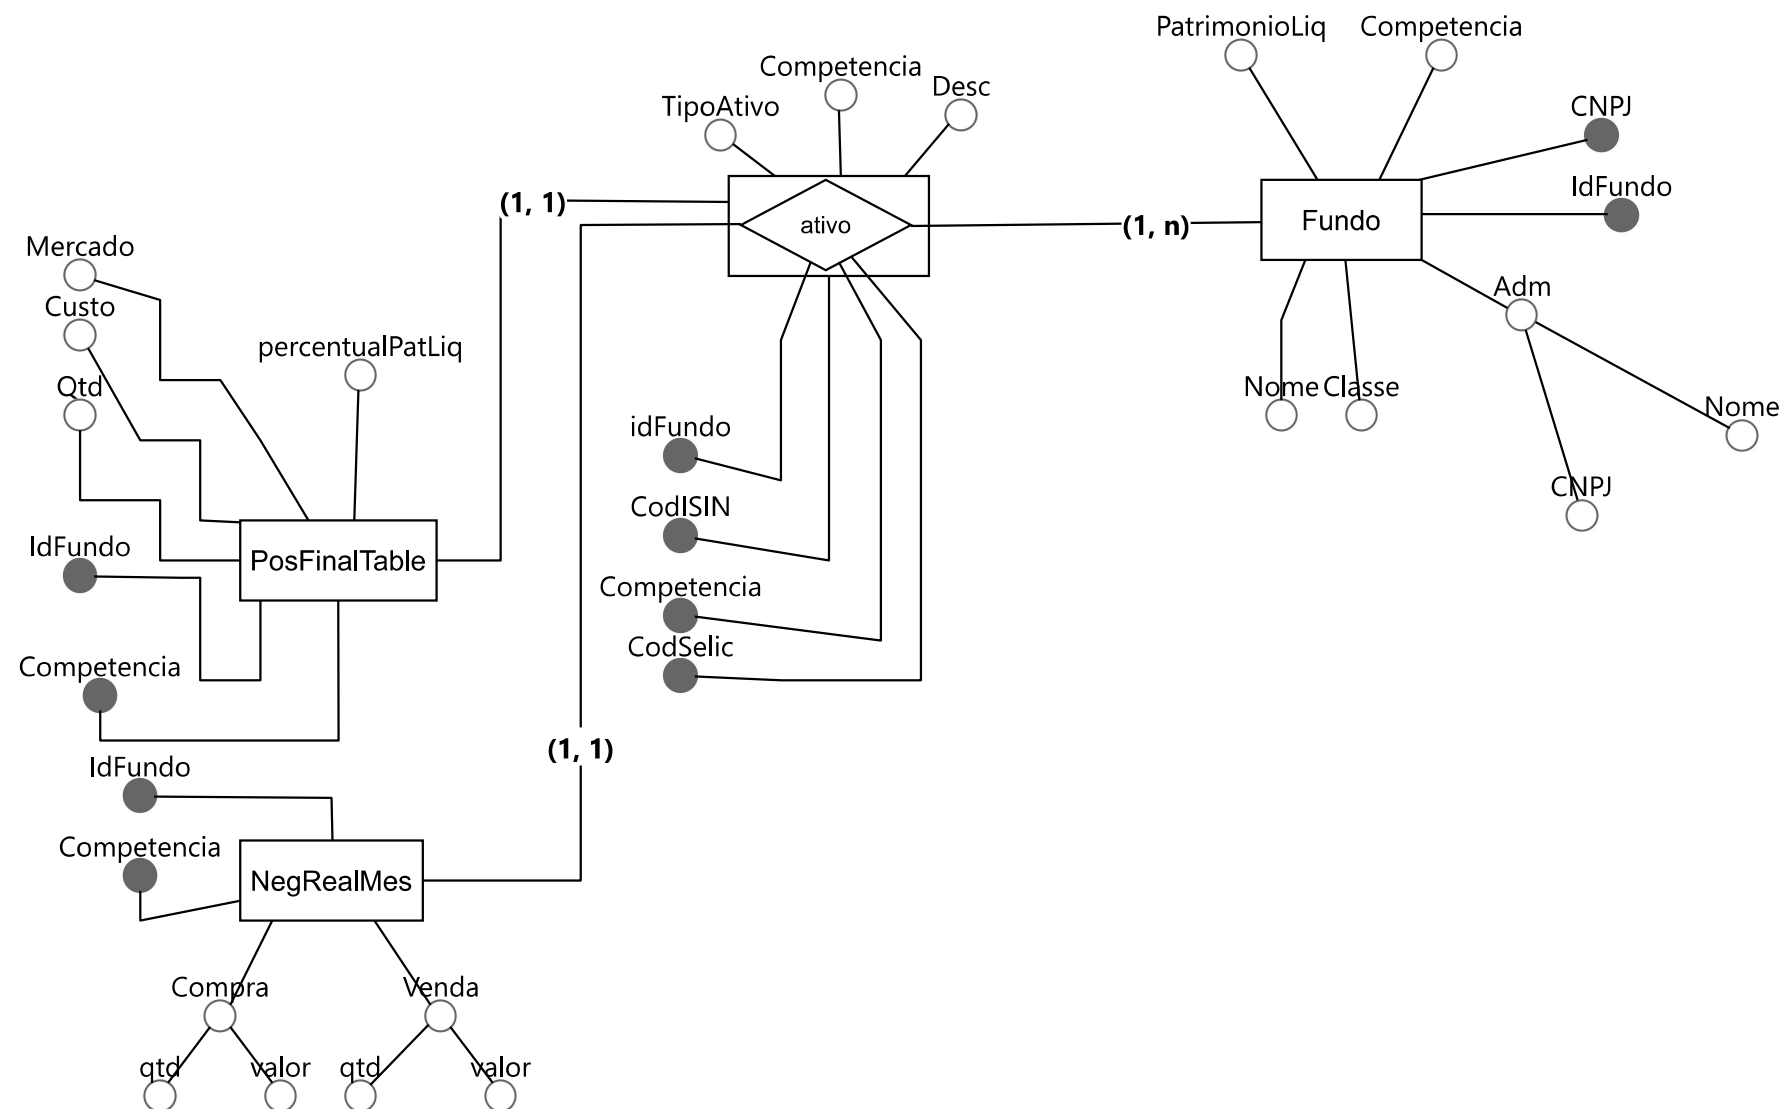 PatrimonioLiq
Competencia
Competencia
Desc
TipoAtivo
CNPJ
IdFundo
(1, 1)
ativo
(1, n)
Fundo
Mercado
Custo
Qtd
percentualPatLiq
Adm
Nome
Classe
Nome
idFundo
CodISIN
CNPJ
IdFundo
PosFinalTable
Competencia
CodSelic
Competencia
(1, 1)
IdFundo
Competencia
NegRealMes
Compra
Venda
qtd
valor
qtd
valor